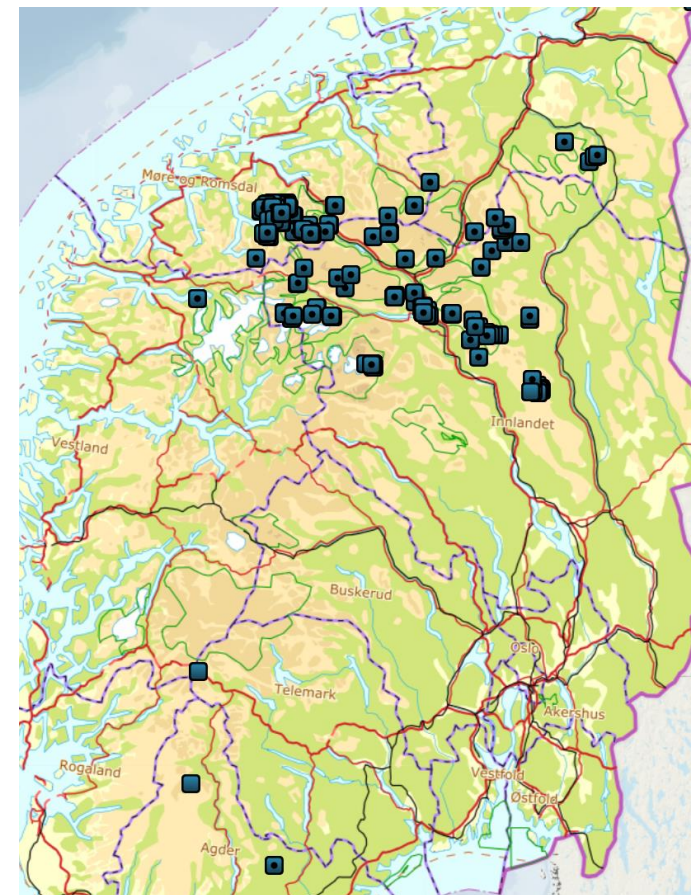 Møre og Romsdal
Innlandet
Vestland
Buskerud
Oslo
Telemark
Akershus
Rogaland
Vestfold
Østfold
Agder